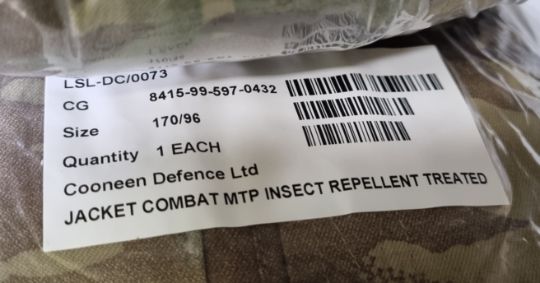 LSL-DC/0073
CG 8415-99-597-0432
Size 170/96
Quantity 1 EACH
Cooneen Defence Ltd
JACKET COMBAT MTP INSECT REPELLENT TREATED